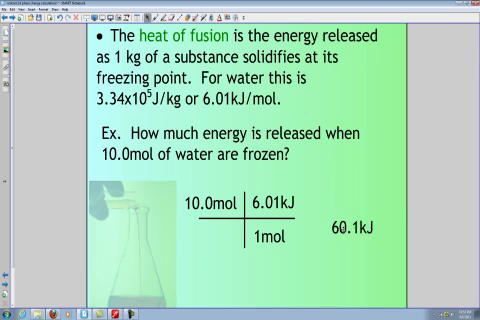 • The heat of fusion is the energy released
as 1 kg of a substance solidifies at its
freezing point. For water this is
3.34x10⁵J/kg or 6.01kJ/mol.
Ex. How much energy is released when
10.0mol of water are frozen?
10.0mol 6.01kJ
1mol
60.1kJ